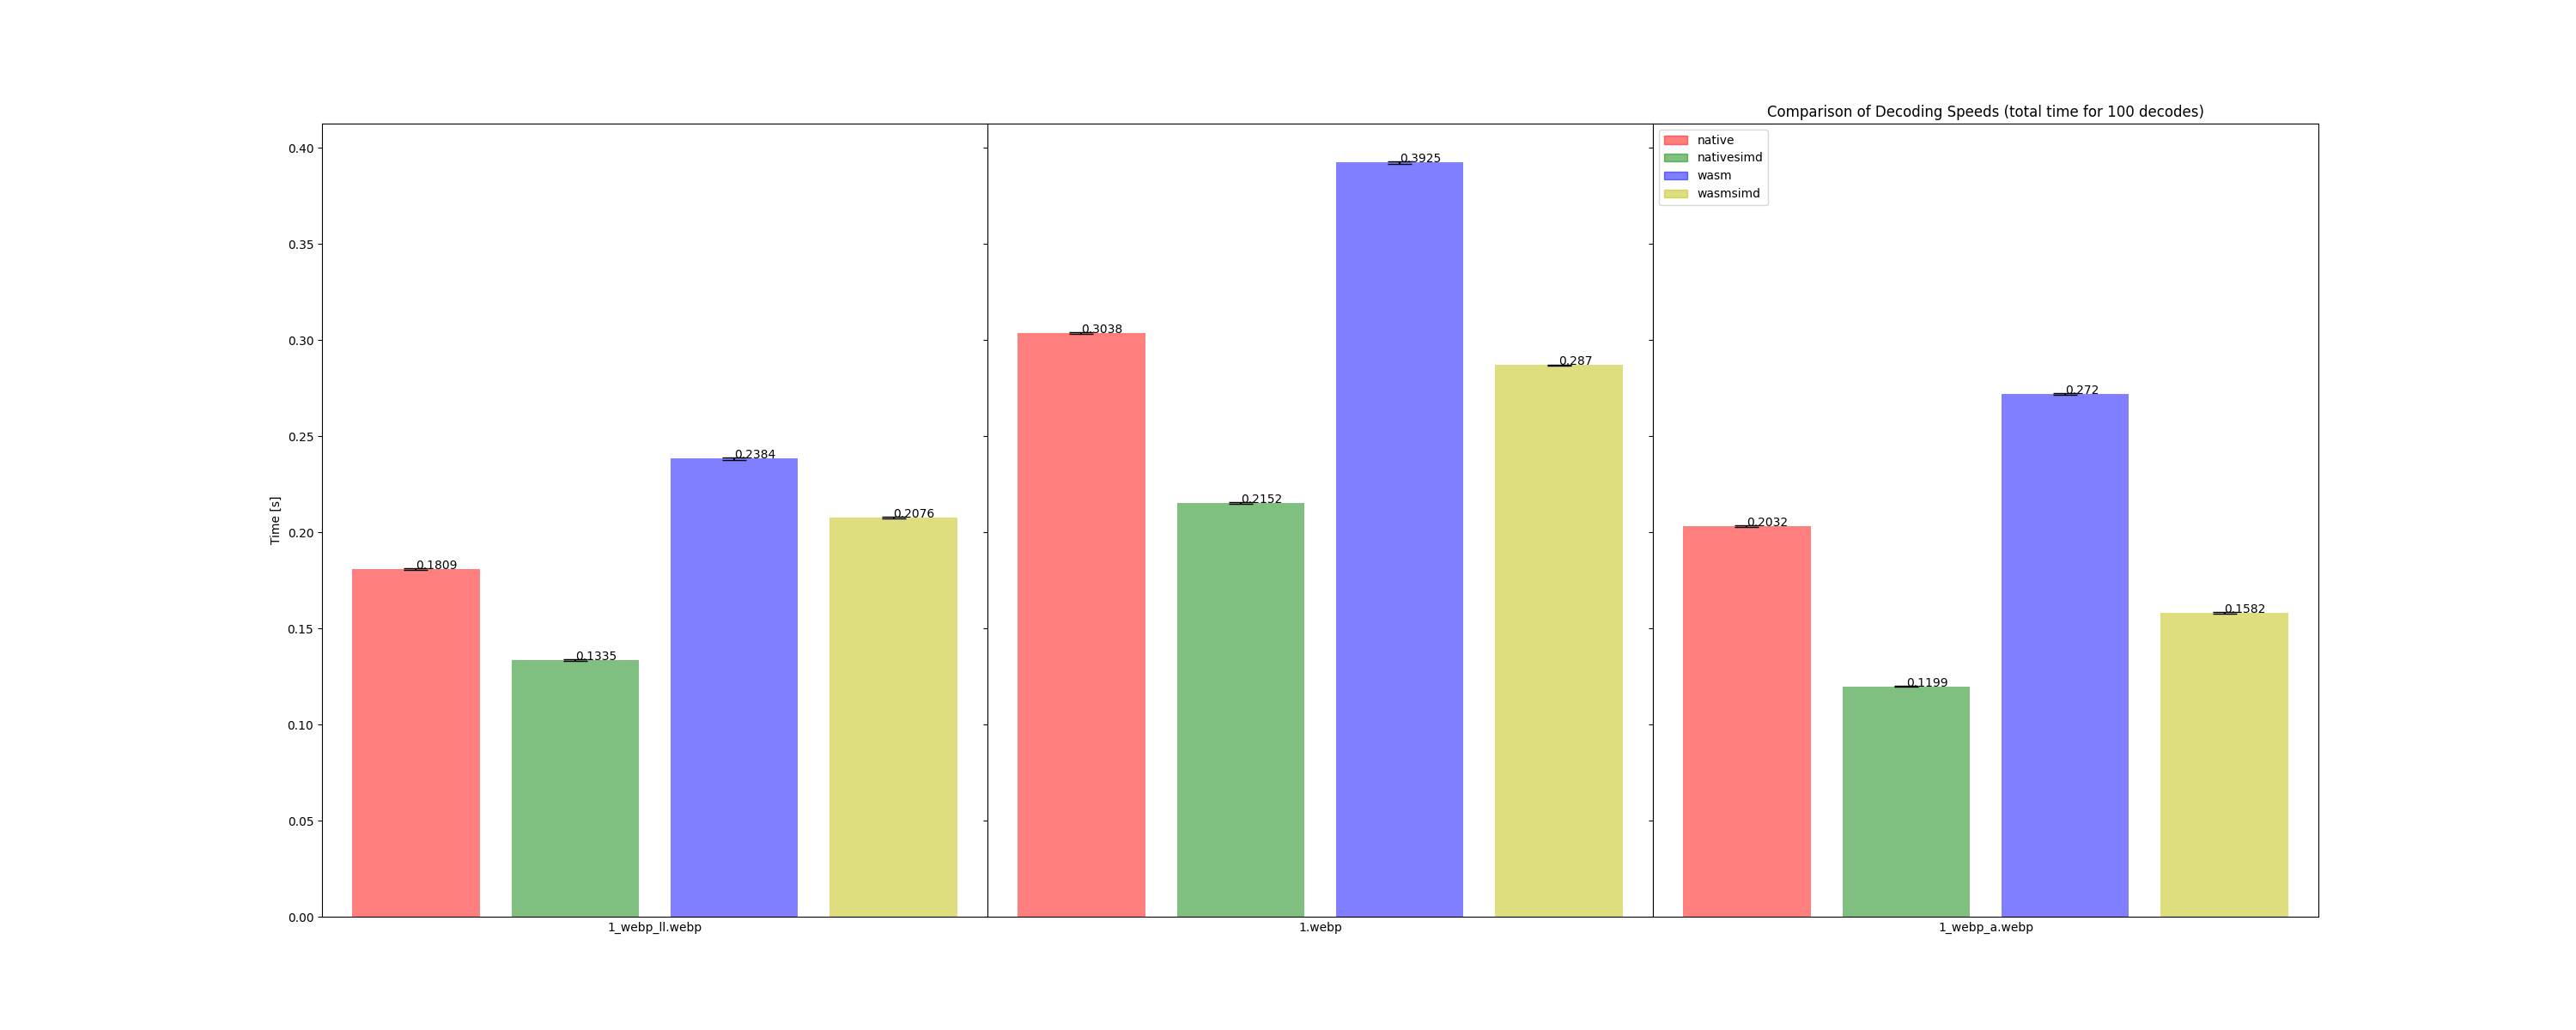 Comparison of Decoding Speeds (total time for 100 decodes)
native
nativesimd
wasm
wasmsimd
Time [s]
0.40
0.35
0.30
0.25
0.20
0.15
0.10
0.05
0.00
0.1809
0.1335
0.2384
0.2076
0.3038
0.2152
0.3925
0.287
0.2032
0.1199
0.272
0.1582
1_webp_ll.webp
1.webp
1_webp_a.webp